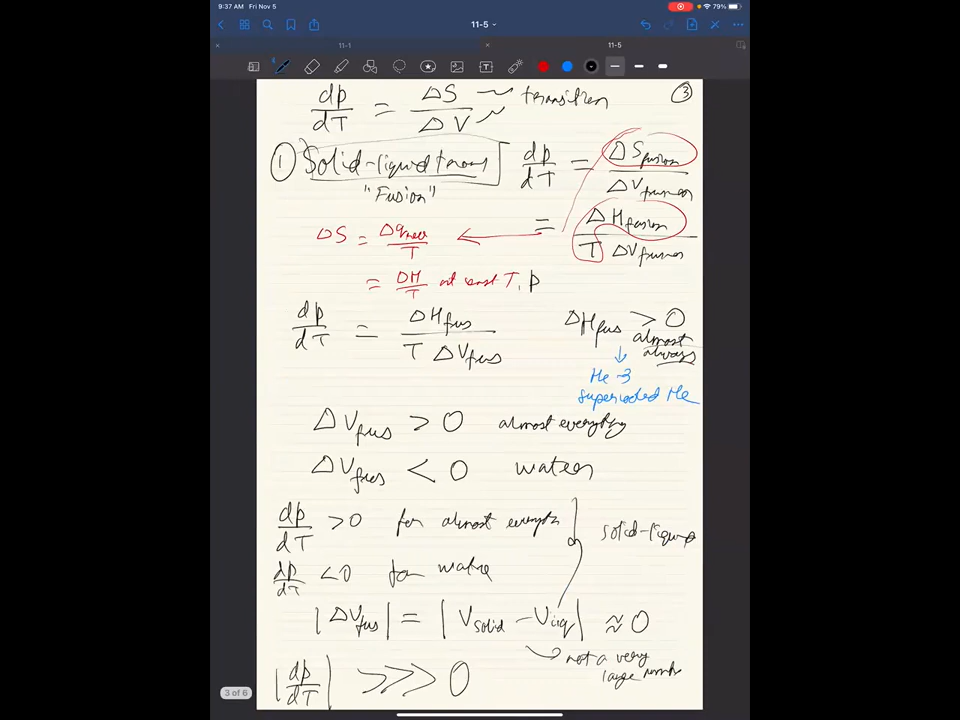 9:37 AM Fri Nov 5
79%
11-5
11-1
11-5
dp/dT = ΔS/ΔV transition
③
① Solid-liquid trans
"Fusion"
dp/dT = ΔS fusion / ΔV fusion
= ΔH fusion / T ΔV fusion
ΔS = Δq rev / T
= ΔH/T at const T, p
dp/dT = ΔH fus / T ΔV fus
ΔH fus > 0
almost
always
He-3
supercooled He
ΔV fus > 0 almost everything
ΔV fus < 0 water
dp/dT > 0 for almost everyth
solid-liquid
dp/dT < 0 for water
|ΔV fus| = |V solid - V liq| ≈ 0
not a very
large numb
|dp/dT| >>> 0
3 of 6